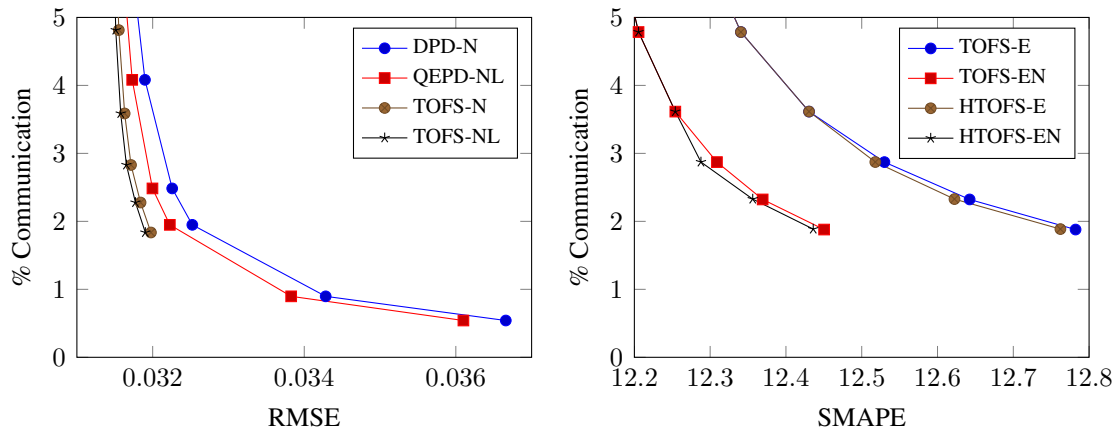 % Communication
5
4
3
2
1
0
0.032
0.034
0.036
RMSE
DPD-N
QEPD-NL
TOFS-N
TOFS-NL
% Communication
5
4
3
2
1
0
12.2
12.3
12.4
12.5
12.6
12.7
12.8
SMAPE
TOFS-E
TOFS-EN
HTOFS-E
HTOFS-EN